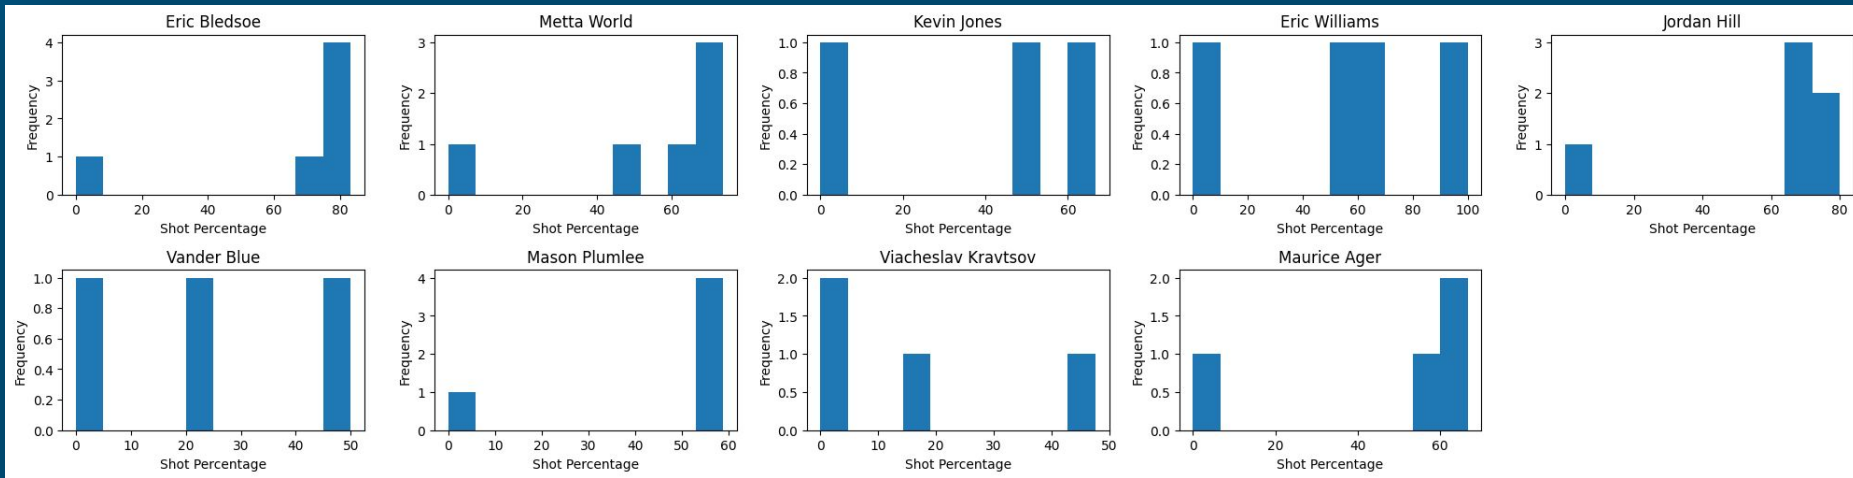 Eric Bledsoe
4
3
2
1
0
Frequency
0 20 40 60 80
Shot Percentage
Metta World
3
2
1
0
Frequency
0 20 40 60
Shot Percentage
Kevin Jones
1.0
0.8
0.6
0.4
0.2
0.0
Frequency
0 20 40 60
Shot Percentage
Eric Williams
1.0
0.8
0.6
0.4
0.2
0.0
Frequency
0 20 40 60 80 100
Shot Percentage
Jordan Hill
3
2
1
0
Frequency
0 20 40 60 80
Shot Percentage
Vander Blue
1.0
0.8
0.6
0.4
0.2
0.0
Frequency
0 10 20 30 40 50
Shot Percentage
Mason Plumlee
4
3
2
1
0
Frequency
0 10 20 30 40 50 60
Shot Percentage
Viacheslav Kravtsov
2.0
1.5
1.0
0.5
0.0
Frequency
0 10 20 30 40 50
Shot Percentage
Maurice Ager
2.0
1.5
1.0
0.5
0.0
Frequency
0 20 40 60
Shot Percentage